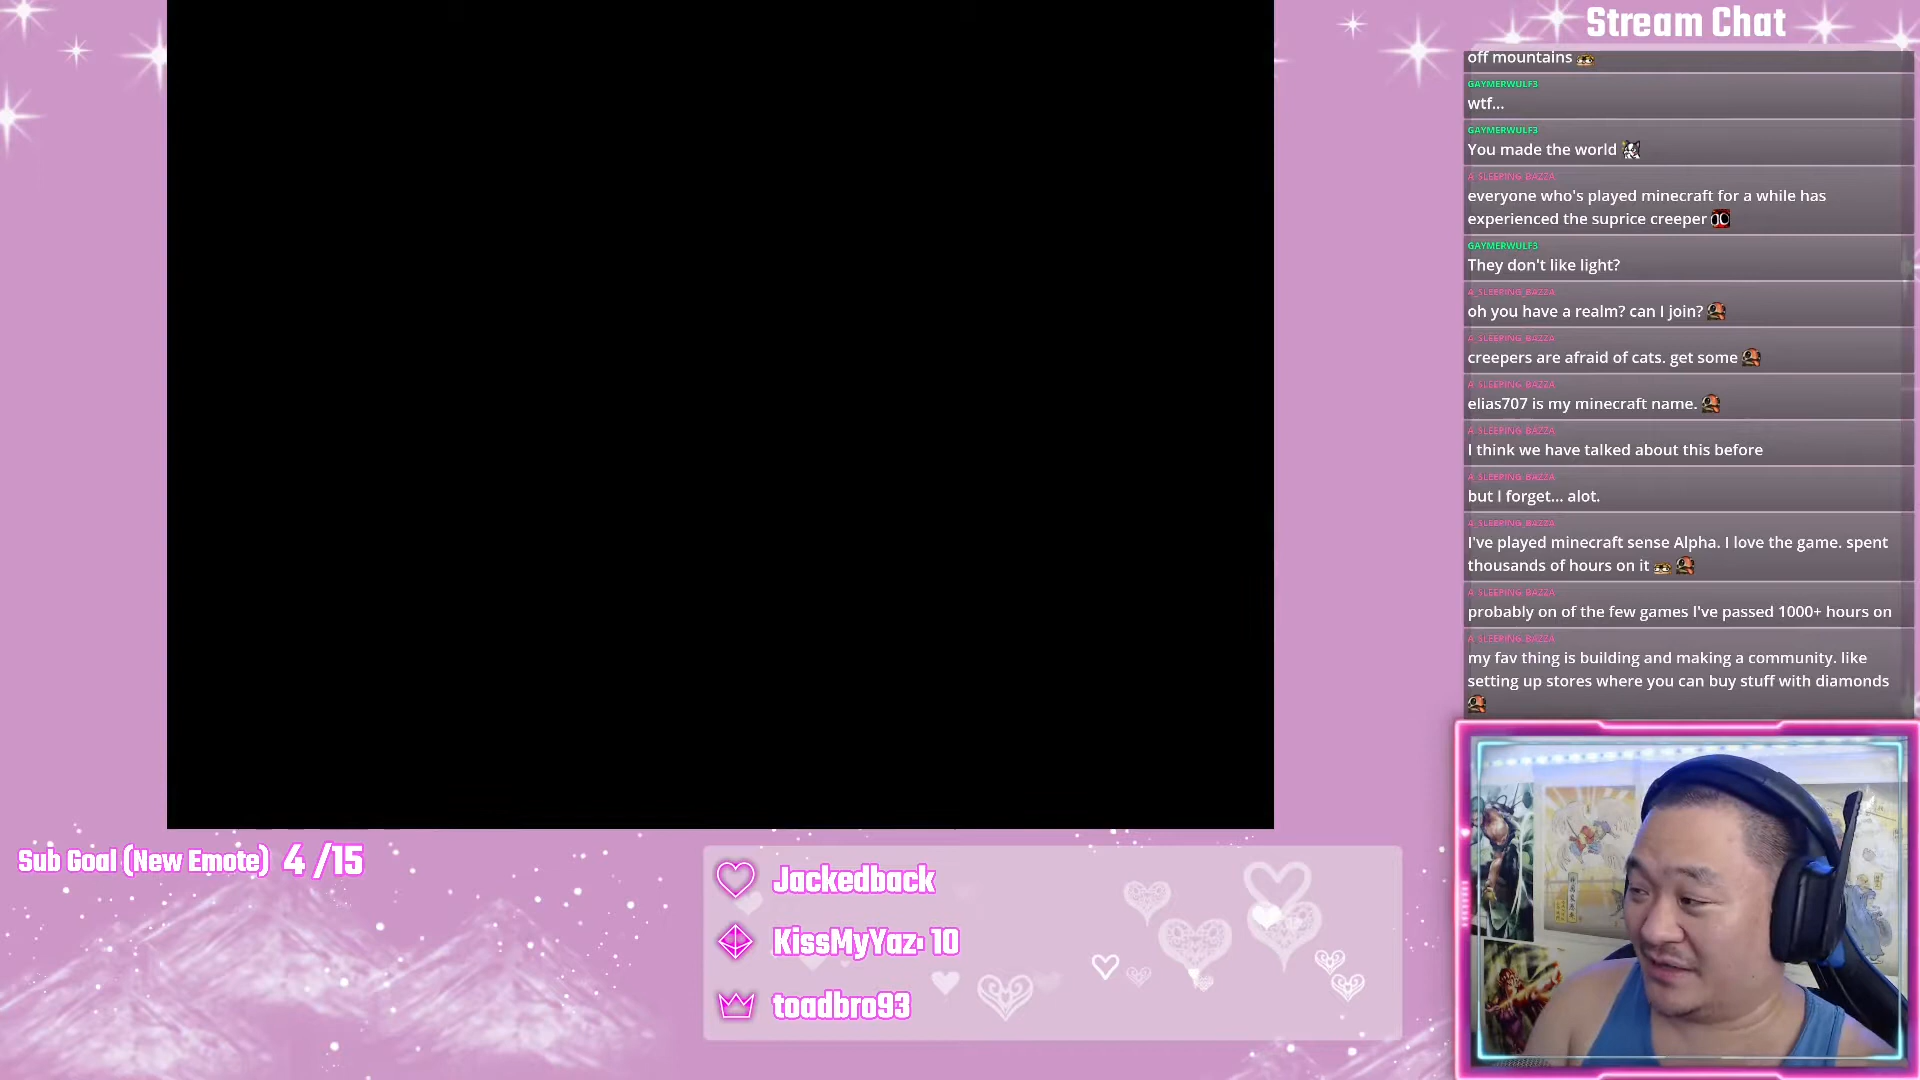 Stream Chat
off mountains
GAYMERWULF3
wtf...
GAYMERWULF3
You made the world
A_SLEEPING_BAZZA
everyone who's played minecraft for a while has
experienced the suprice creeper
GAYMERWULF3
They don't like light?
A_SLEEPING_BAZZA
oh you have a realm? can I join?
A_SLEEPING_BAZZA
creepers are afraid of cats. get some
A_SLEEPING_BAZZA
elias707 is my minecraft name.
A_SLEEPING_BAZZA
I think we have talked about this before
A_SLEEPING_BAZZA
but I forget... alot.
A_SLEEPING_BAZZA
I've played minecraft sense Alpha. I love the game. spent
thousands of hours on it
A_SLEEPING_BAZZA
probably on of the few games I've passed 1000+ hours on
A_SLEEPING_BAZZA
my fav thing is building and making a community. like
setting up stores where you can buy stuff with diamonds
Sub Goal (New Emote) 4 /15
Jackedback
KissMyYaz: 10
toadbro93